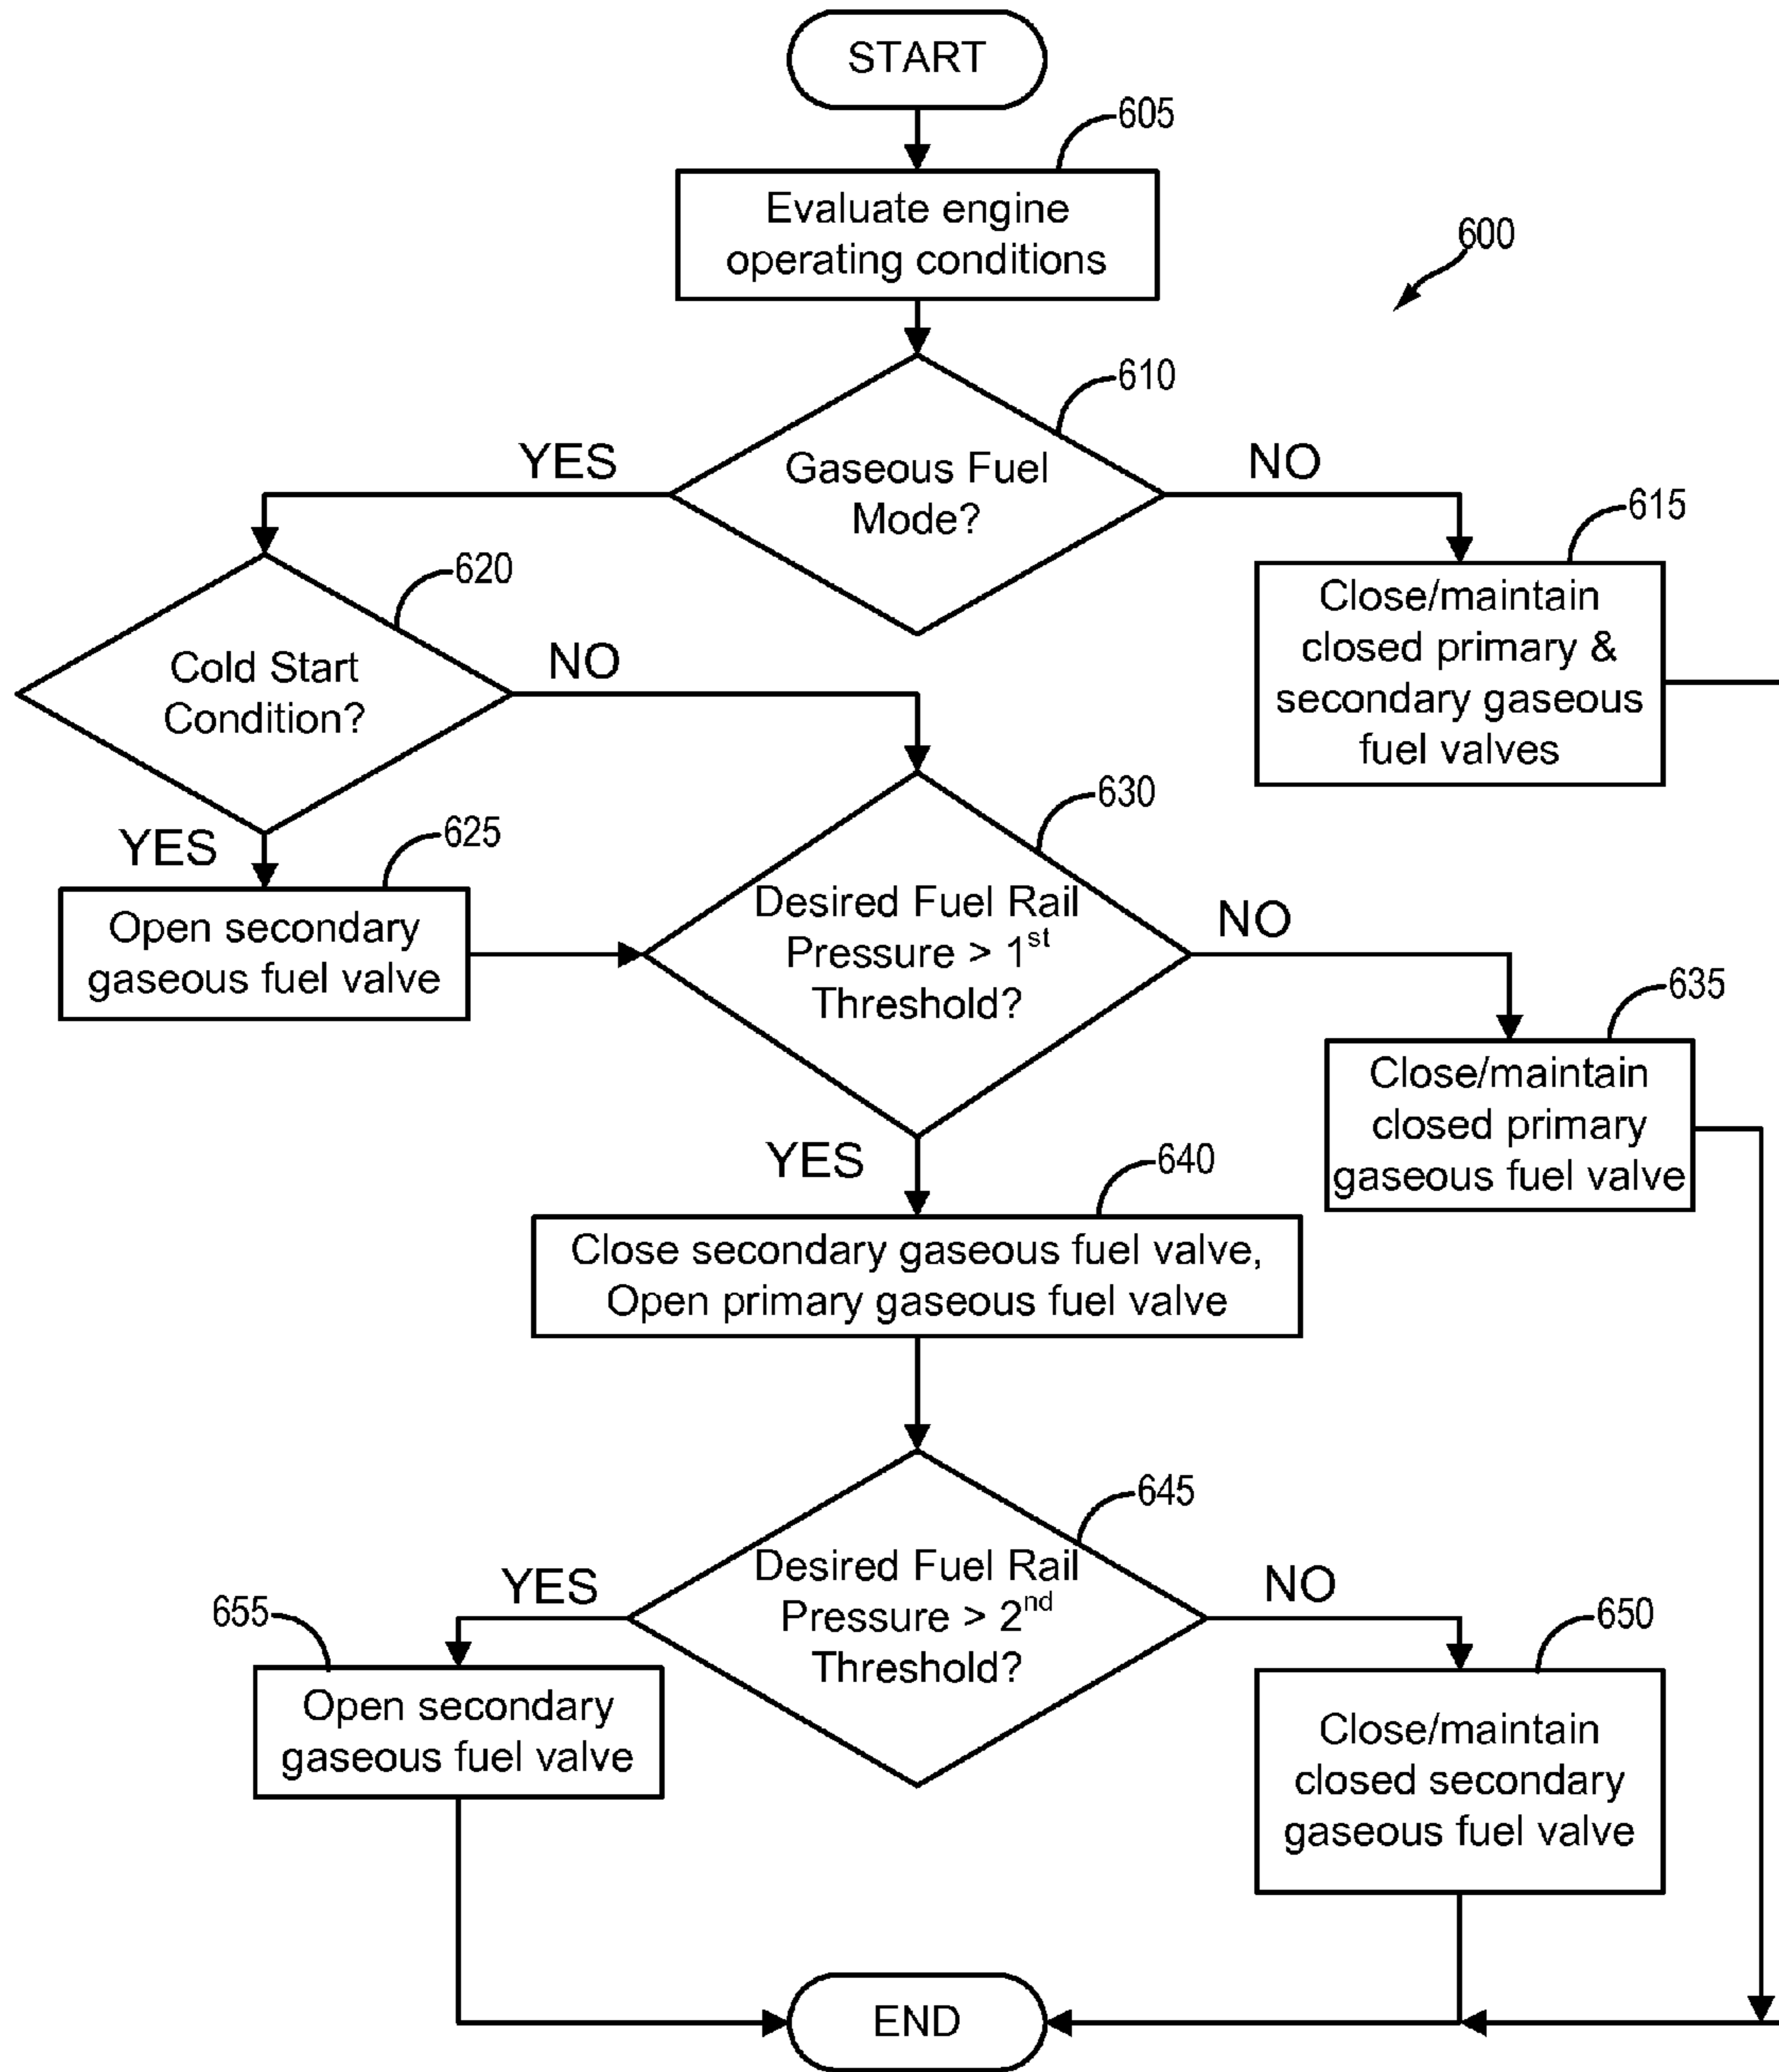 START
605
Evaluate engine
operating conditions
600
610
Gaseous Fuel
Mode?
YES
NO
615
Close/maintain
closed primary &
secondary gaseous
fuel valves
620
Cold Start
Condition?
NO
YES
625
Open secondary
gaseous fuel valve
630
Desired Fuel Rail
Pressure > 1st
Threshold?
NO
635
Close/maintain
closed primary
gaseous fuel valve
YES
640
Close secondary gaseous fuel valve,
Open primary gaseous fuel valve
645
Desired Fuel Rail
Pressure > 2nd
Threshold?
YES
NO
655
Open secondary
gaseous fuel valve
650
Close/maintain
closed secondary
gaseous fuel valve
END